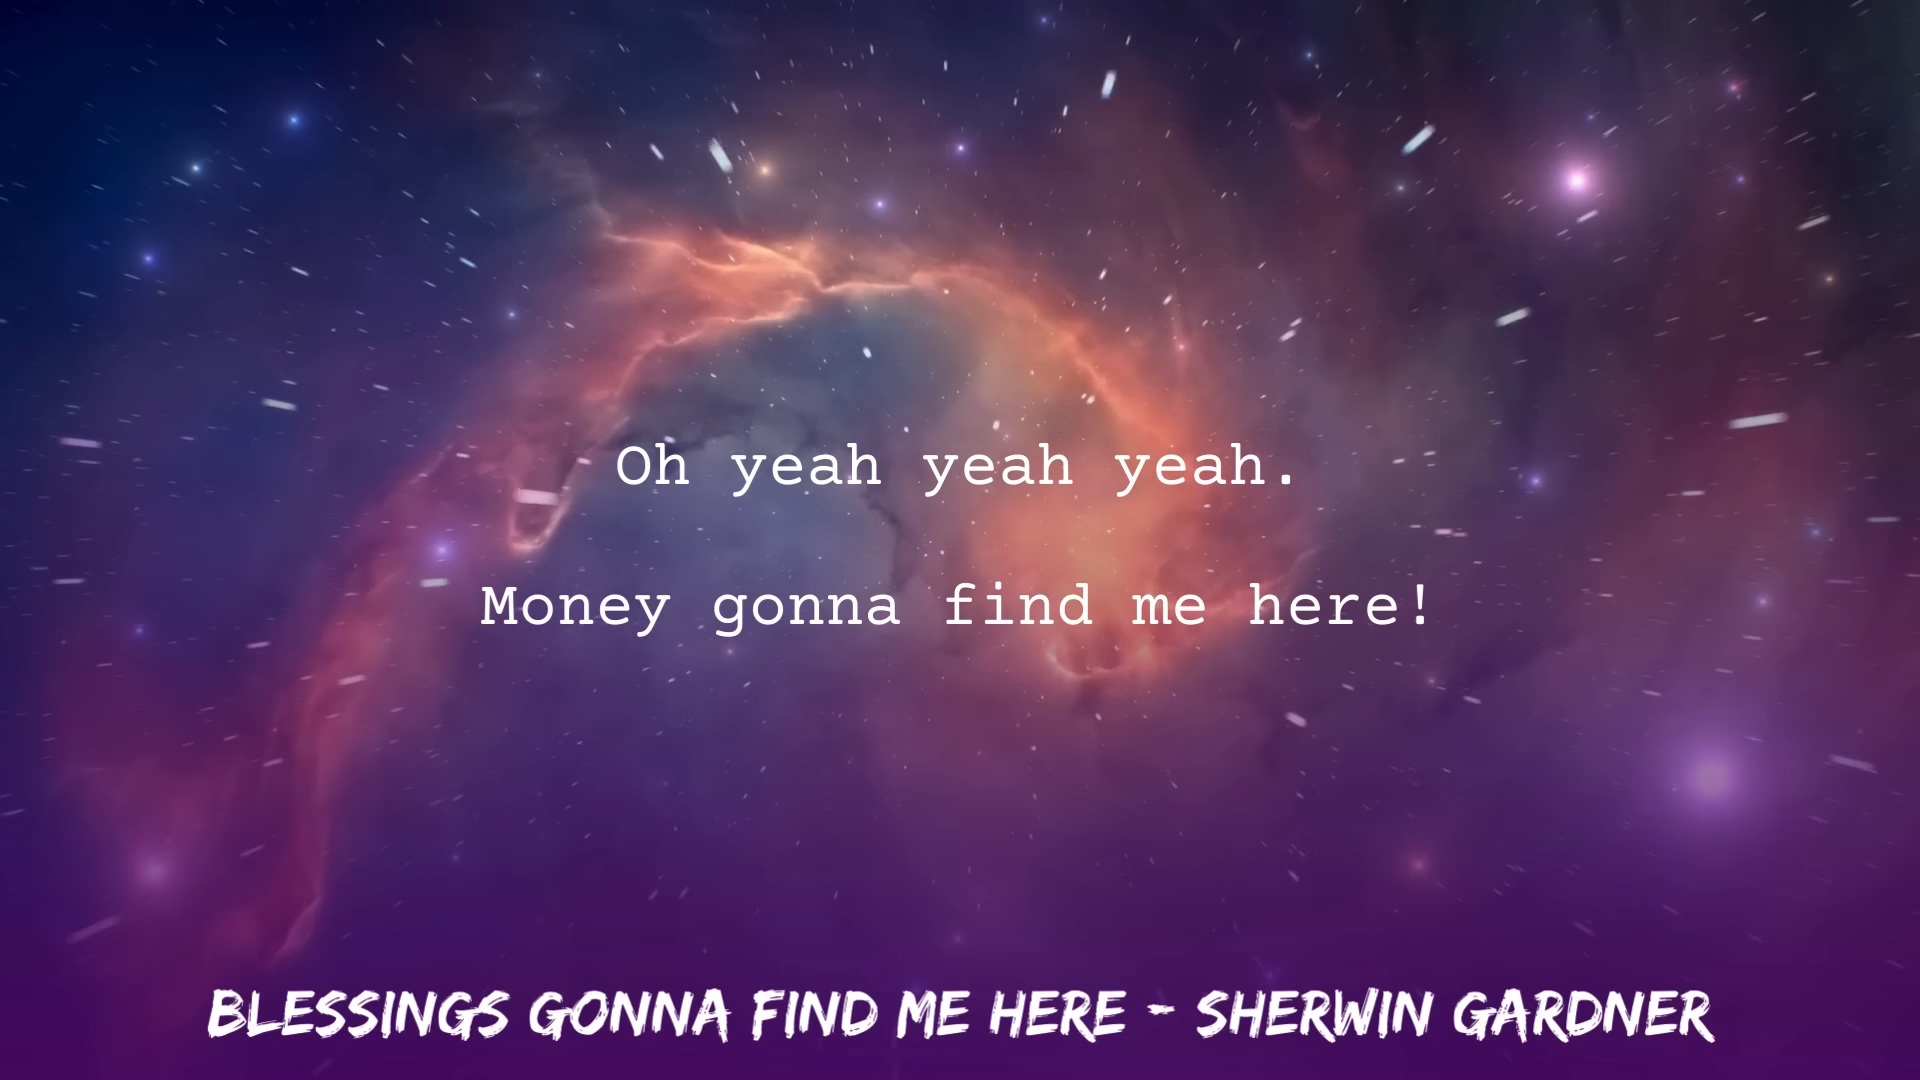 Oh yeah yeah yeah.
Money gonna find me here!
BLESSINGS GONNA FIND ME HERE - SHERWIN GARDNER